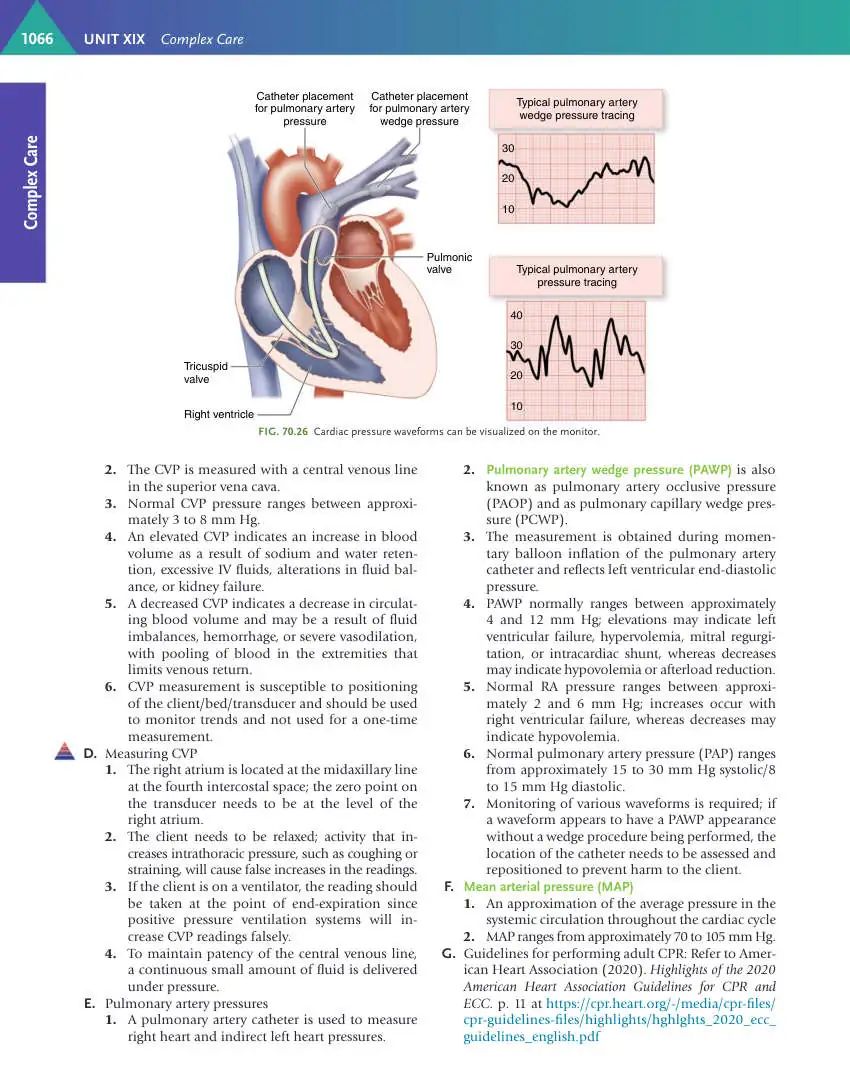 1066
UNIT XIX Complex Care
Complex Care
Catheter placement
for pulmonary artery
pressure
Catheter placement
for pulmonary artery
wedge pressure
Typical pulmonary artery
wedge pressure tracing
30
20
10
Pulmonic
valve
Typical pulmonary artery
pressure tracing
40
30
20
10
Tricuspid
valve
Right ventricle
FIG. 70.26 Cardiac pressure waveforms can be visualized on the monitor.
2. The CVP is measured with a central venous line
in the superior vena cava.
3. Normal CVP pressure ranges between approxi-
mately 3 to 8 mm Hg.
4. An elevated CVP indicates an increase in blood
volume as a result of sodium and water reten-
tion, excessive IV fluids, alterations in fluid bal-
ance, or kidney failure.
5. A decreased CVP indicates a decrease in circulat-
ing blood volume and may be a result of fluid
imbalances, hemorrhage, or severe vasodilation,
with pooling of blood in the extremities that
limits venous return.
6. CVP measurement is susceptible to positioning
of the client/bed/transducer and should be used
to monitor trends and not used for a one-time
measurement.
D. Measuring CVP
1. The right atrium is located at the midaxillary line
at the fourth intercostal space; the zero point on
the transducer needs to be at the level of the
right atrium.
2. The client needs to be relaxed; activity that in-
creases intrathoracic pressure, such as coughing or
straining, will cause false increases in the readings.
3. If the client is on a ventilator, the reading should
be taken at the point of end-expiration since
positive pressure ventilation systems will in-
crease CVP readings falsely.
4. To maintain patency of the central venous line,
a continuous small amount of fluid is delivered
under pressure.
E. Pulmonary artery pressures
1. A pulmonary artery catheter is used to measure
right heart and indirect left heart pressures.
2. Pulmonary artery wedge pressure (PAWP) is also
known as pulmonary artery occlusive pressure
(PAOP) and as pulmonary capillary wedge pres-
sure (PCWP).
3. The measurement is obtained during momen-
tary balloon inflation of the pulmonary artery
catheter and reflects left ventricular end-diastolic
pressure.
4. PAWP normally ranges between approximately
4 and 12 mm Hg; elevations may indicate left
ventricular failure, hypervolemia, mitral regurgi-
tation, or intracardiac shunt, whereas decreases
may indicate hypovolemia or afterload reduction.
5. Normal RA pressure ranges between approxi-
mately 2 and 6 mm Hg; increases occur with
right ventricular failure, whereas decreases may
indicate hypovolemia.
6. Normal pulmonary artery pressure (PAP) ranges
from approximately 15 to 30 mm Hg systolic/8
to 15 mm Hg diastolic.
7. Monitoring of various waveforms is required; if
a waveform appears to have a PAWP appearance
without a wedge procedure being performed, the
location of the catheter needs to be assessed and
repositioned to prevent harm to the client.
F. Mean arterial pressure (MAP)
1. An approximation of the average pressure in the
systemic circulation throughout the cardiac cycle
2. MAP ranges from approximately 70 to 105 mm Hg.
G. Guidelines for performing adult CPR: Refer to Amer-
ican Heart Association (2020). Highlights of the 2020
American Heart Association Guidelines for CPR and
ECC. p. 11 at https://cpr.heart.org/-/media/cpr-files/
cpr-guidelines-files/highlights/hghlghts_2020_ecc_
guidelines_english.pdf